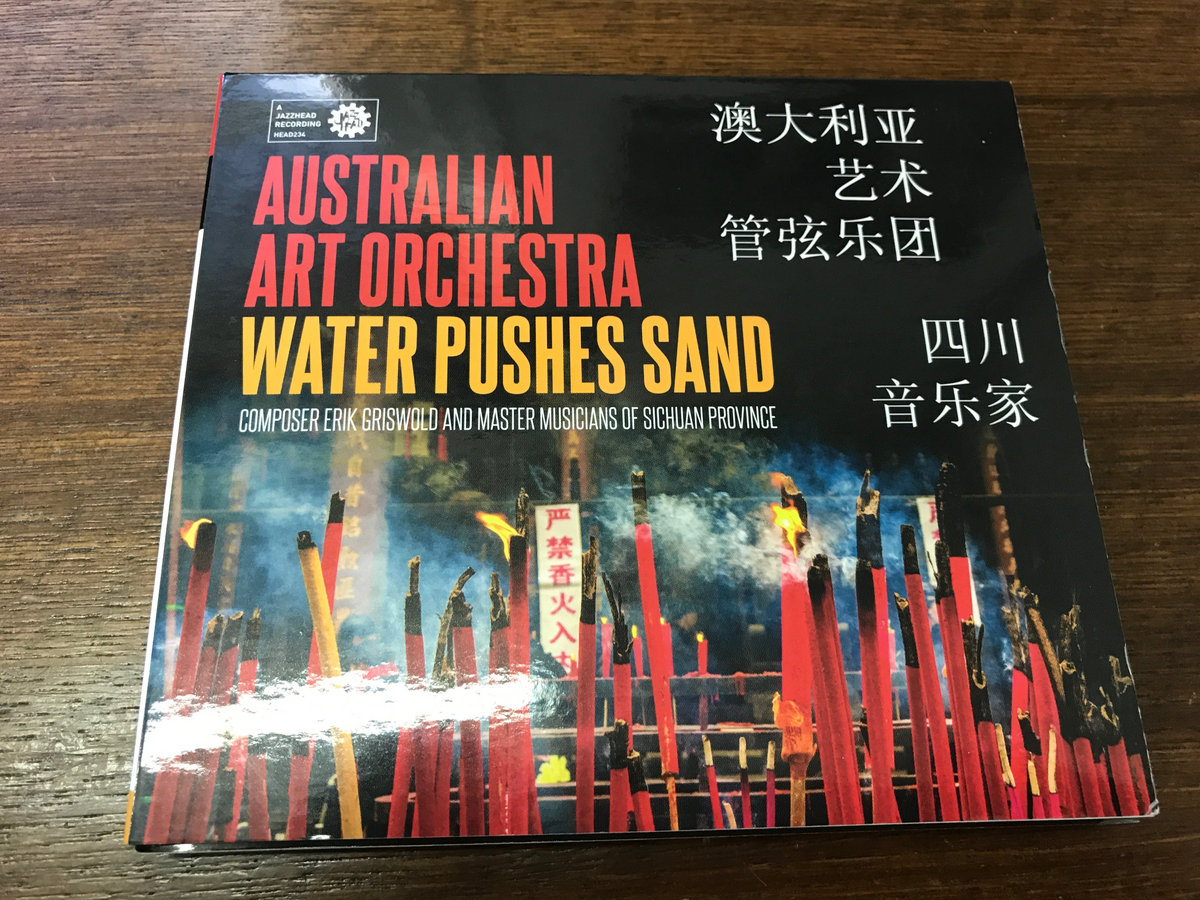 A
JAZZHEAD
RECORDING
HEAD234
AUSTRALIAN
ART ORCHESTRA
WATER PUSHES SAND
COMPOSER ERIK GRISWOLD AND MASTER MUSICIANS OF SICHUAN PROVINCE
澳大利亚
艺术
管弦乐团
四川
音乐家
严禁香火入
严